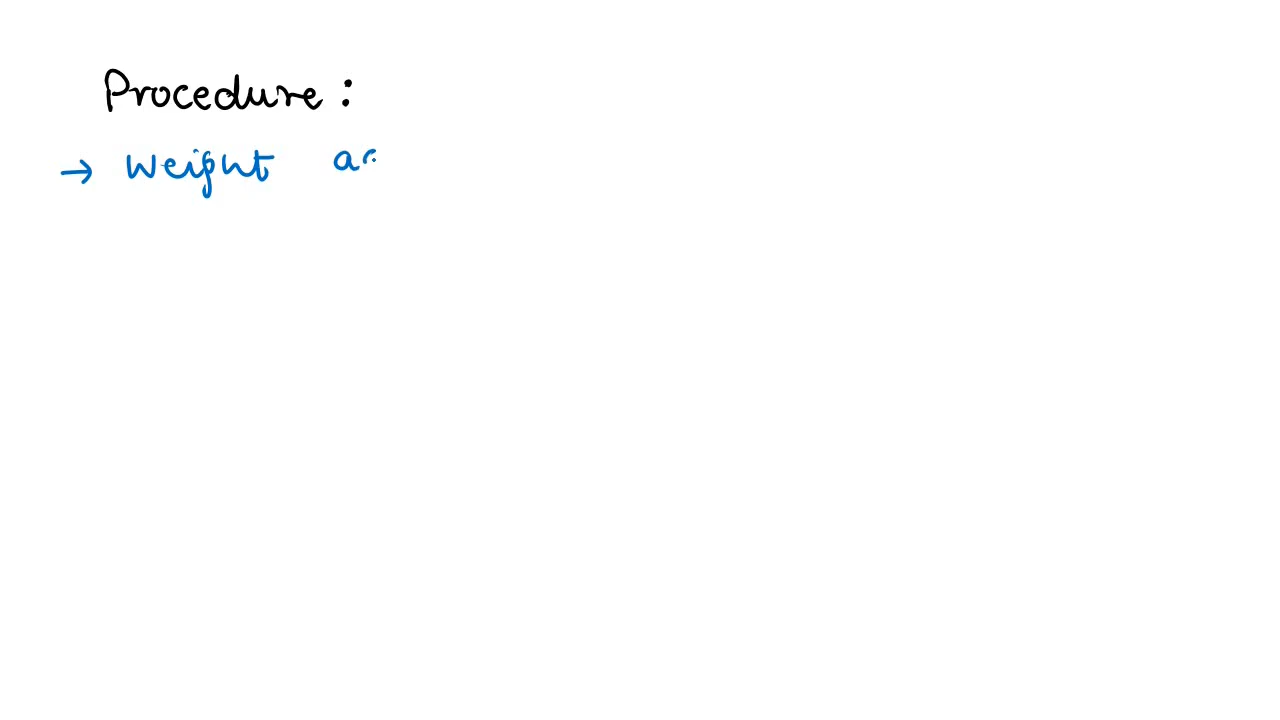 Procedure :
→ Weight